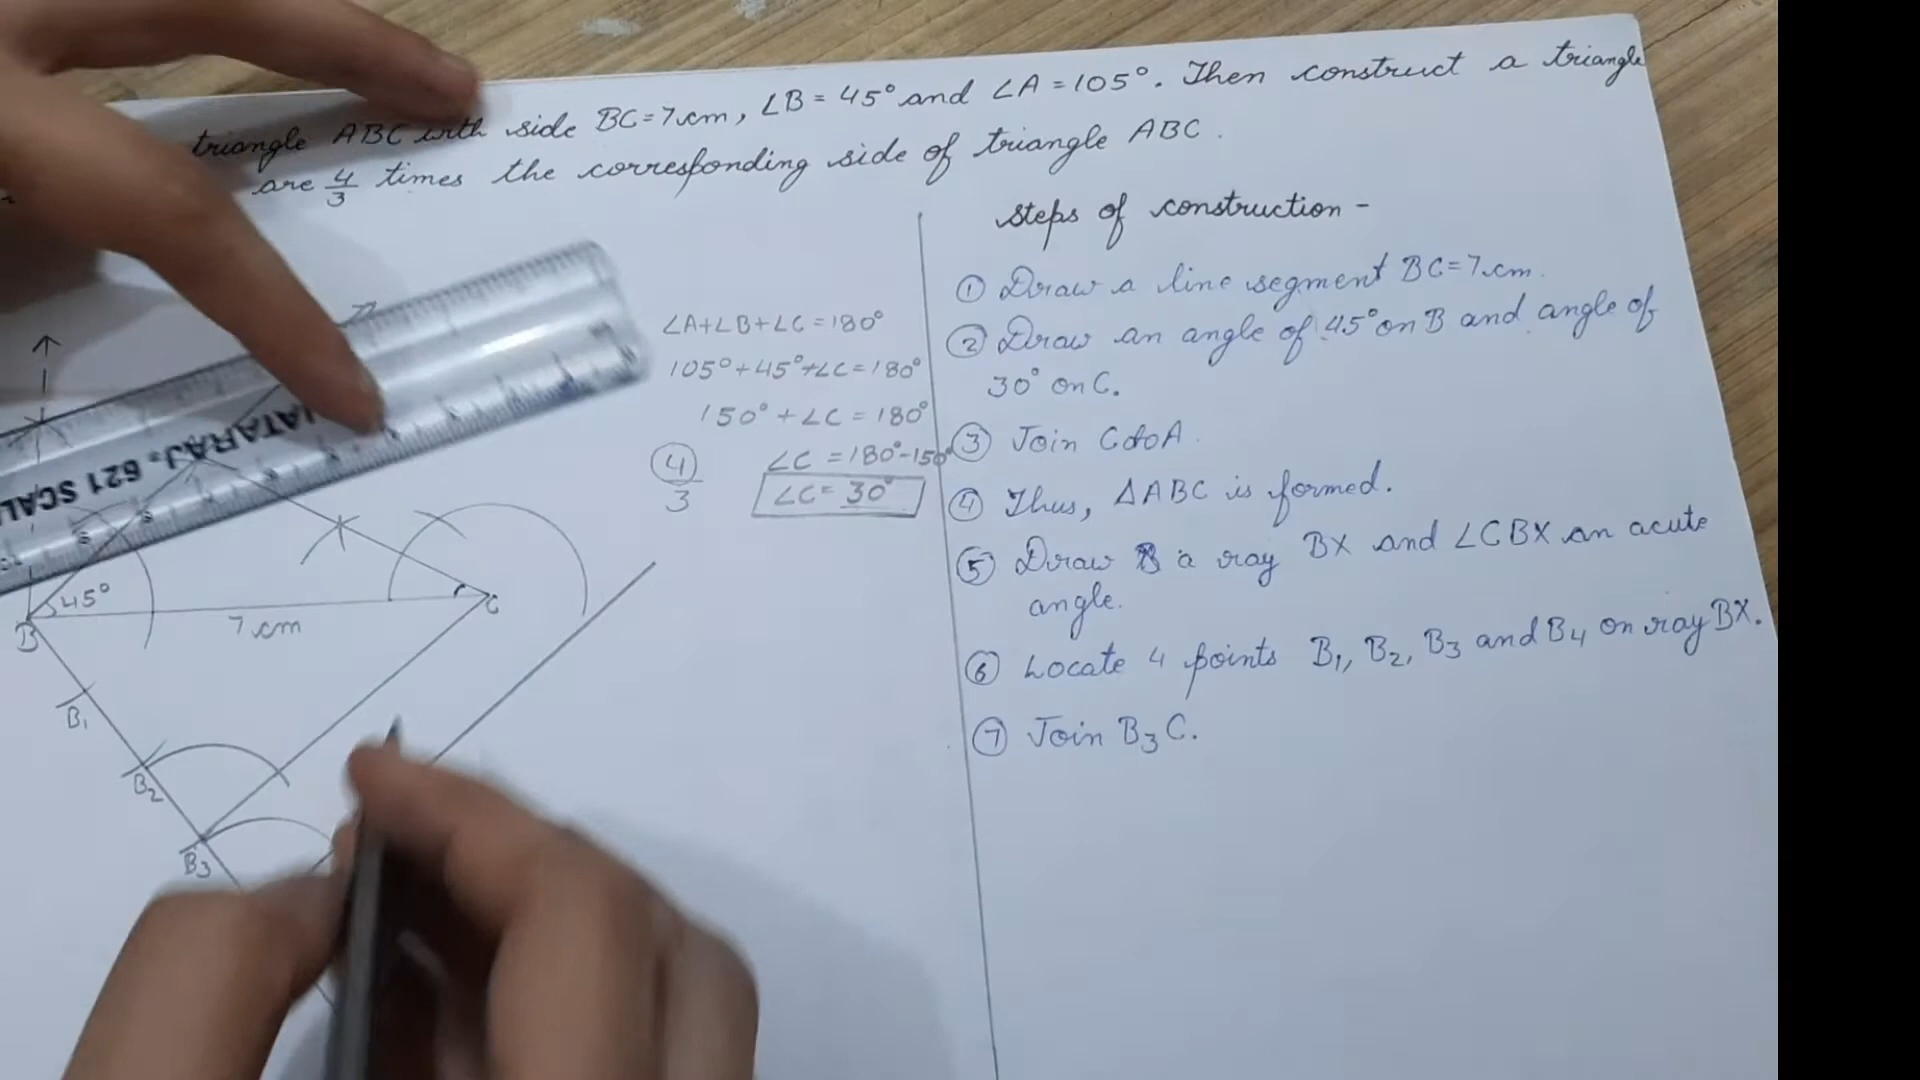 triangle ABC with side BC=7cm, ∠B = 45° and ∠A = 105°. Then construct a triangle
are 4/3 times the corresponding side of triangle ABC.
steps of construction -
① Draw a line segment BC=7cm.
② Draw an angle of 45° on B and angle of
30° on C.
③ Join C to A.
④ Thus, ΔABC is formed.
⑤ Draw a ray BX and ∠CBX an acute
angle.
⑥ Locate 4 points B₁, B₂, B₃ and B₄ on ray BX.
⑦ Join B₃C.
∠A+∠B+∠C=180°
105°+45°+∠C=180°
150°+∠C=180°
∠C=180°-150°
∠C=30°
4/3
NATARAJ. 621 SCAL
45°
B
7 cm
C
B₁
B₂
B₃